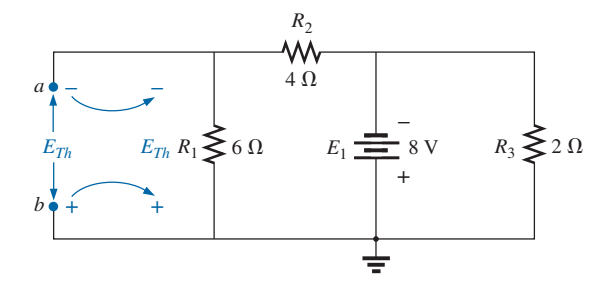 R2
4 Ω
a − −
ETh ETh R1 6 Ω E1 − 8 V + R3 2 Ω
b + +